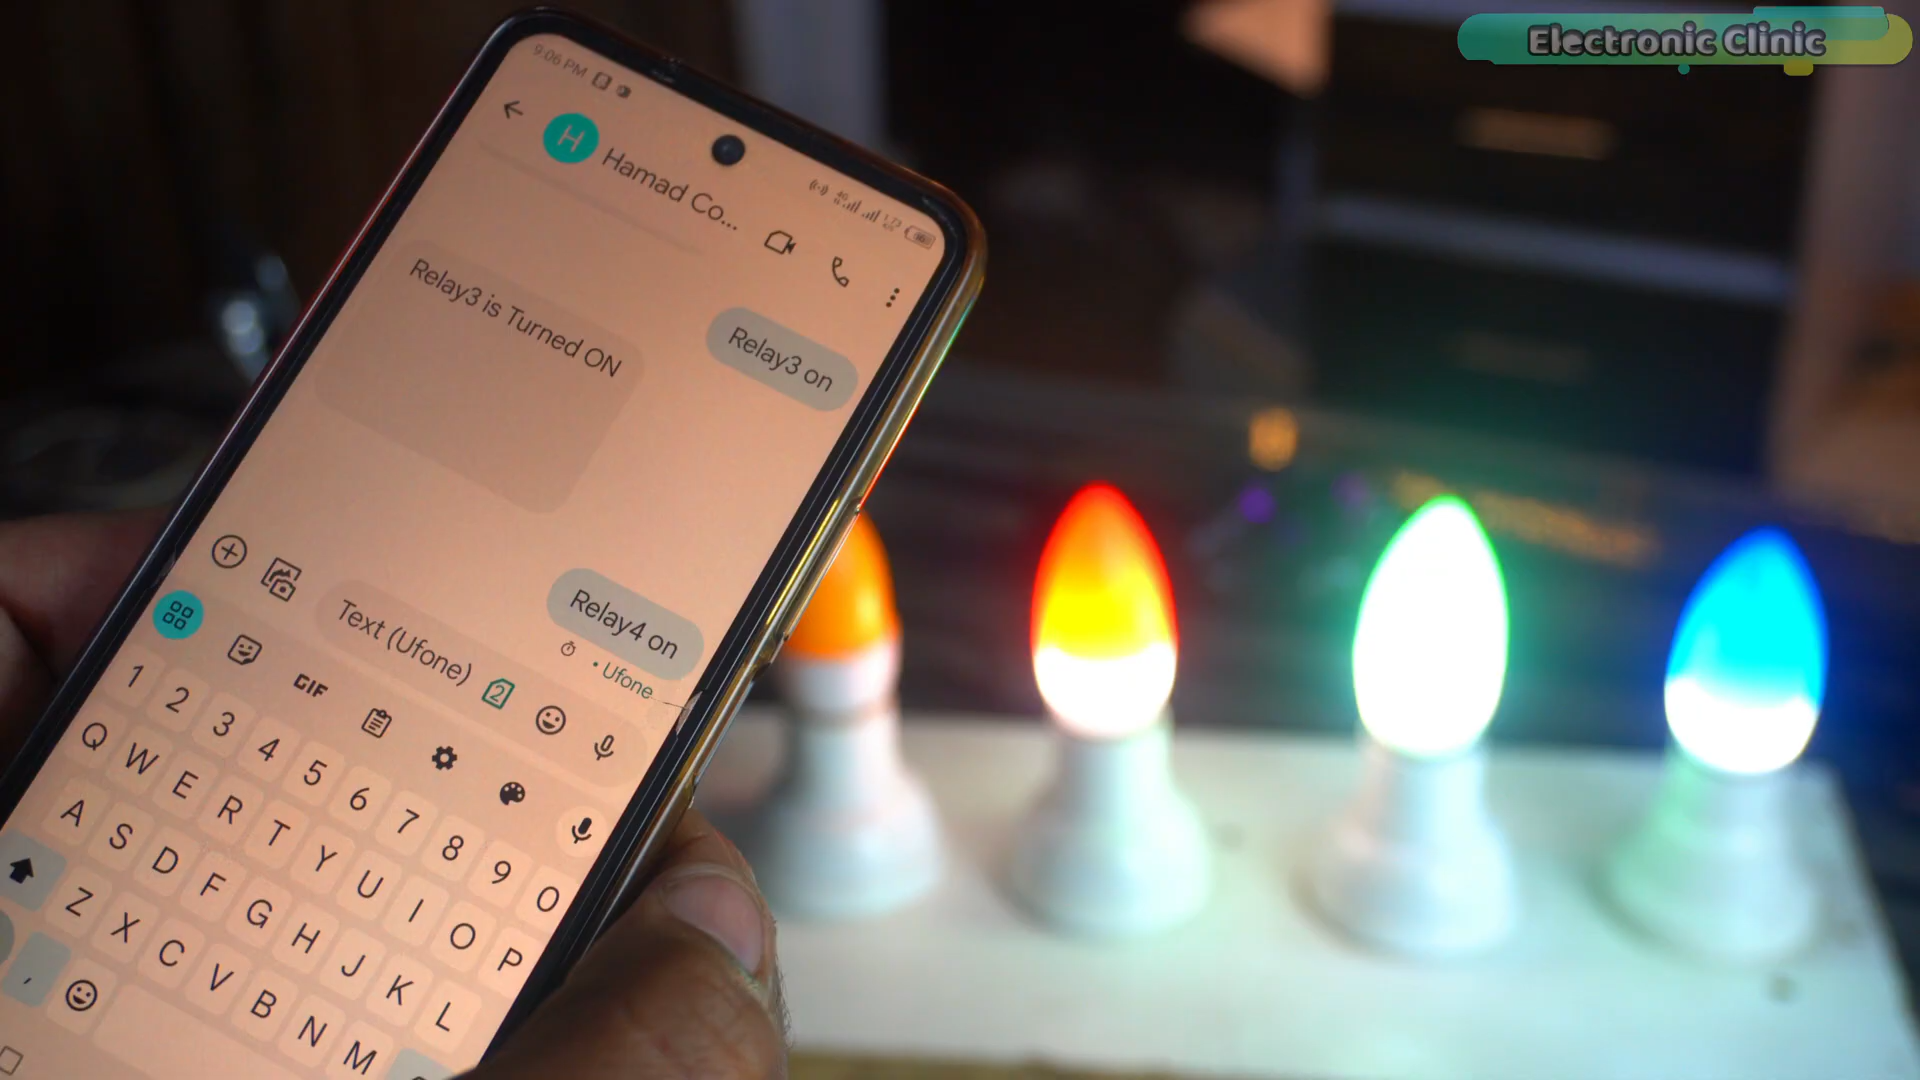 Electronic Clinic
9:06 PM
H
Hamad Co...
Relay3 on
Relay3 is Turned ON
Relay4 on
Ufone
Text (Ufone)
2
GIF
1 2 3 4 5 6 7 8 9 0
Q W E R T Y U I O P
A S D F G H J K L
Z X C V B N M
,